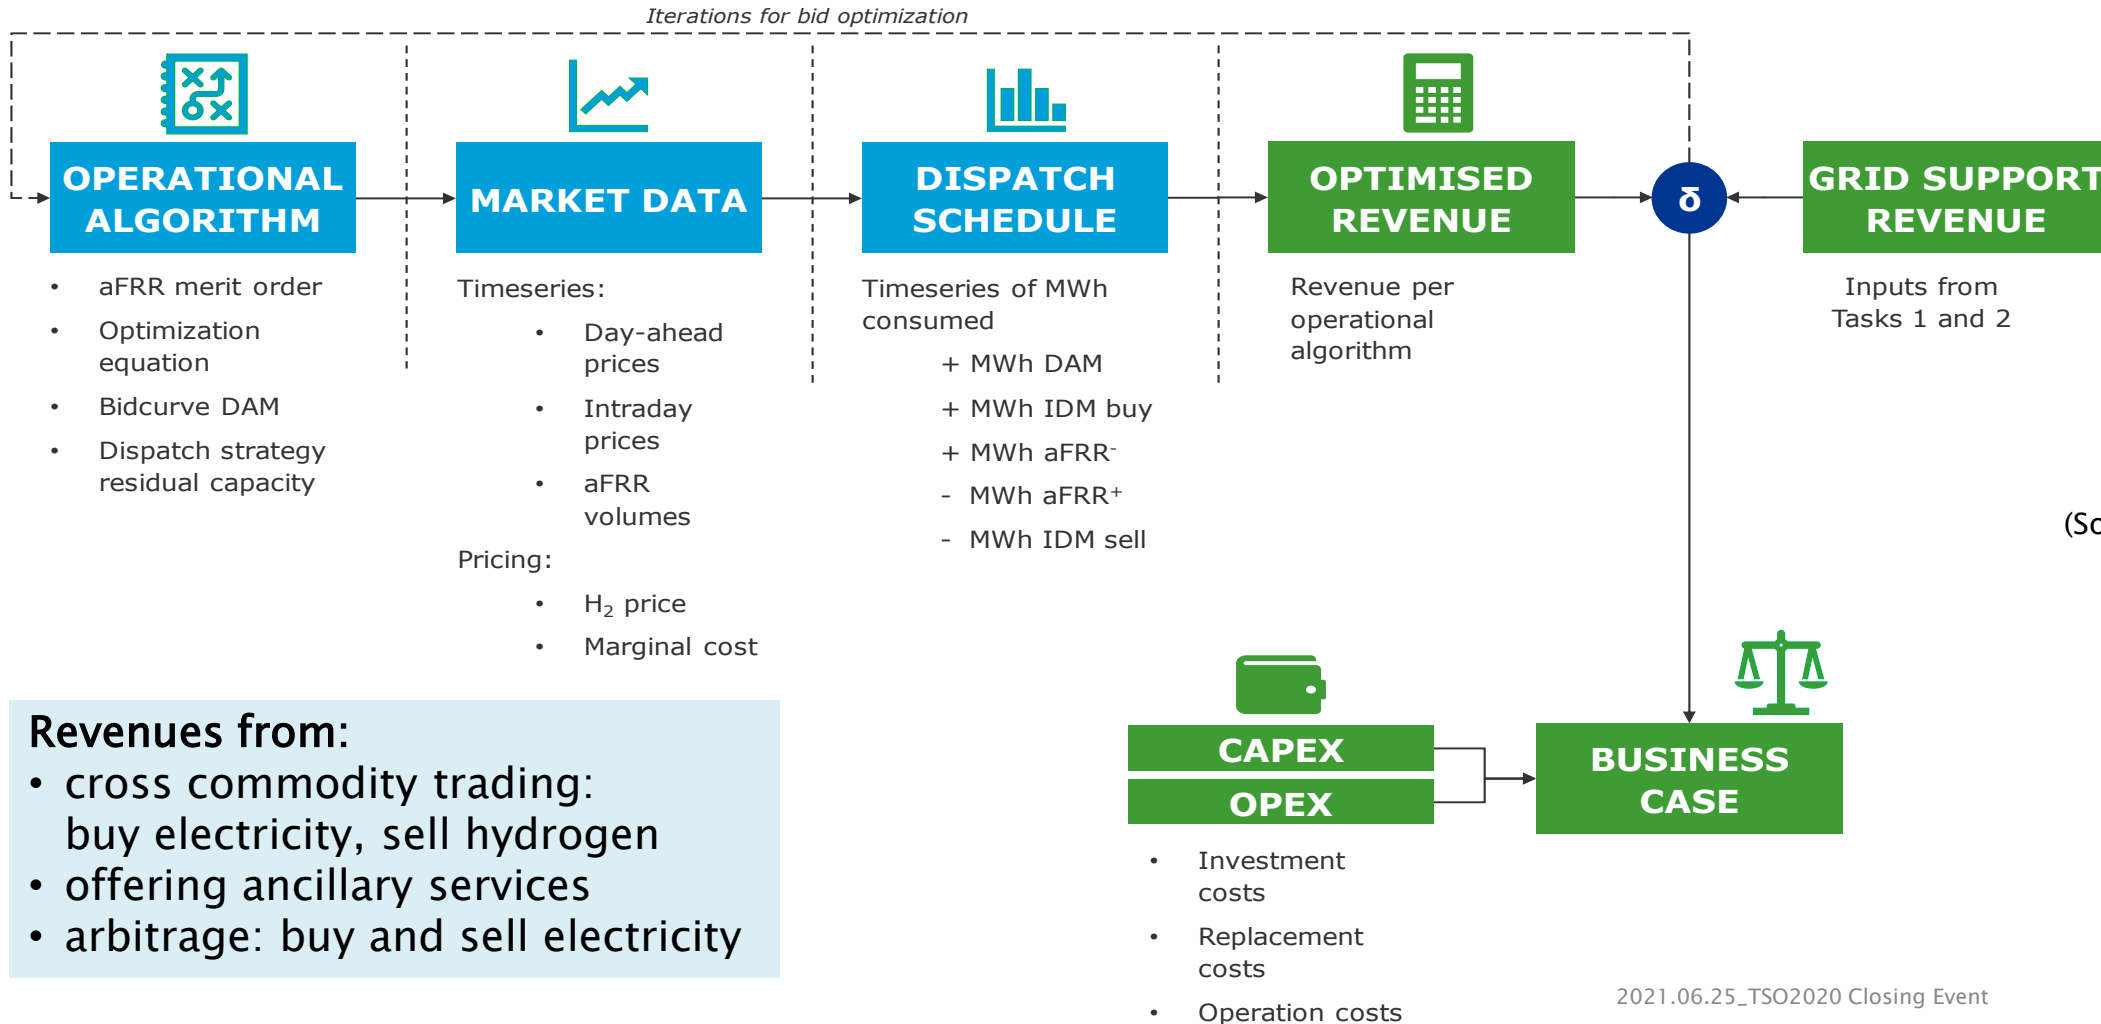 Iterations for bid optimization
OPERATIONAL
ALGORITHM
MARKET DATA
DISPATCH
SCHEDULE
OPTIMISED
REVENUE
δ
GRID SUPPORT
REVENUE
• aFRR merit order
• Optimization
equation
• Bidcurve DAM
• Dispatch strategy
residual capacity
Timeseries:
• Day-ahead
prices
• Intraday
prices
• aFRR
volumes
Pricing:
• H₂ price
• Marginal cost
Timeseries of MWh
consumed
+ MWh DAM
+ MWh IDM buy
+ MWh aFRR⁻
- MWh aFRR⁺
- MWh IDM sell
Revenue per
operational
algorithm
Inputs from
Tasks 1 and 2
Revenues from:
• cross commodity trading:
buy electricity, sell hydrogen
• offering ancillary services
• arbitrage: buy and sell electricity
CAPEX
OPEX
BUSINESS
CASE
• Investment
costs
• Replacement
costs
• Operation costs
2021.06.25_TSO2020 Closing Event